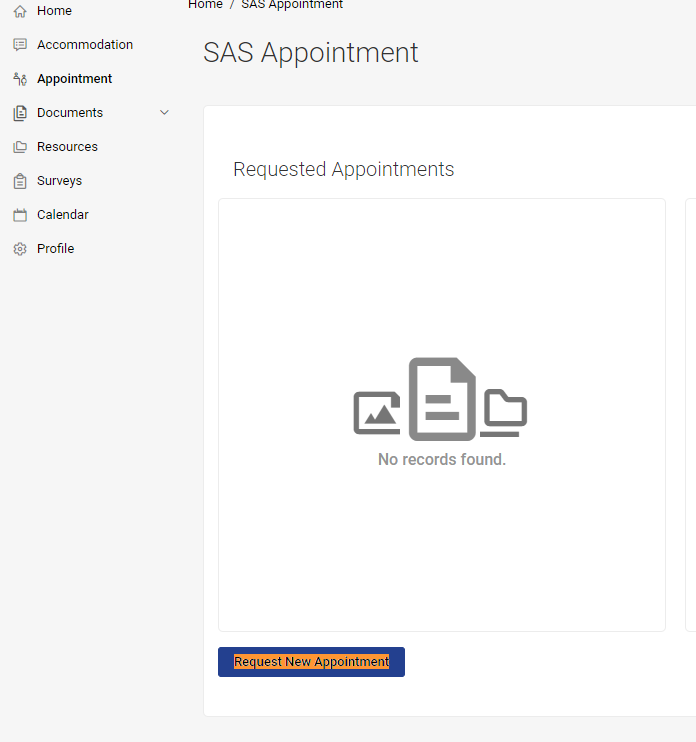 Home
Accommodation
Appointment
Documents
Resources
Surveys
Calendar
Profile
Home / SAS Appointment
SAS Appointment
Requested Appointments
No records found.
Request New Appointment